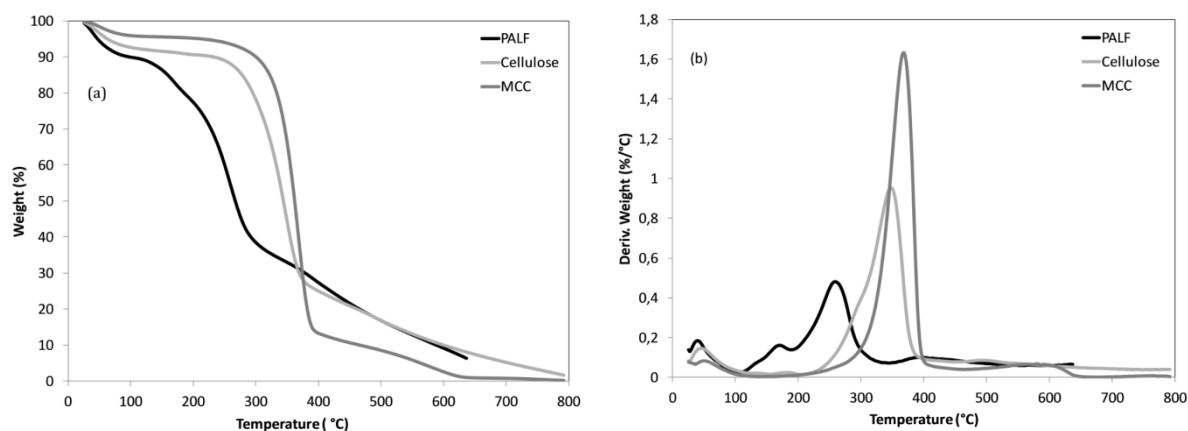 100
90
80
70
60
50
40
30
20
10
0
Weight (%)
(a)
PALF
Cellulose
MCC
0 100 200 300 400 500 600 700 800
Temperature ( °C)
1,8
1,6
1,4
1,2
1
0,8
0,6
0,4
0,2
0
Deriv. Weight (%/°C)
(b)
PALF
Cellulose
MCC
0 100 200 300 400 500 600 700 800
Temperature (°C)